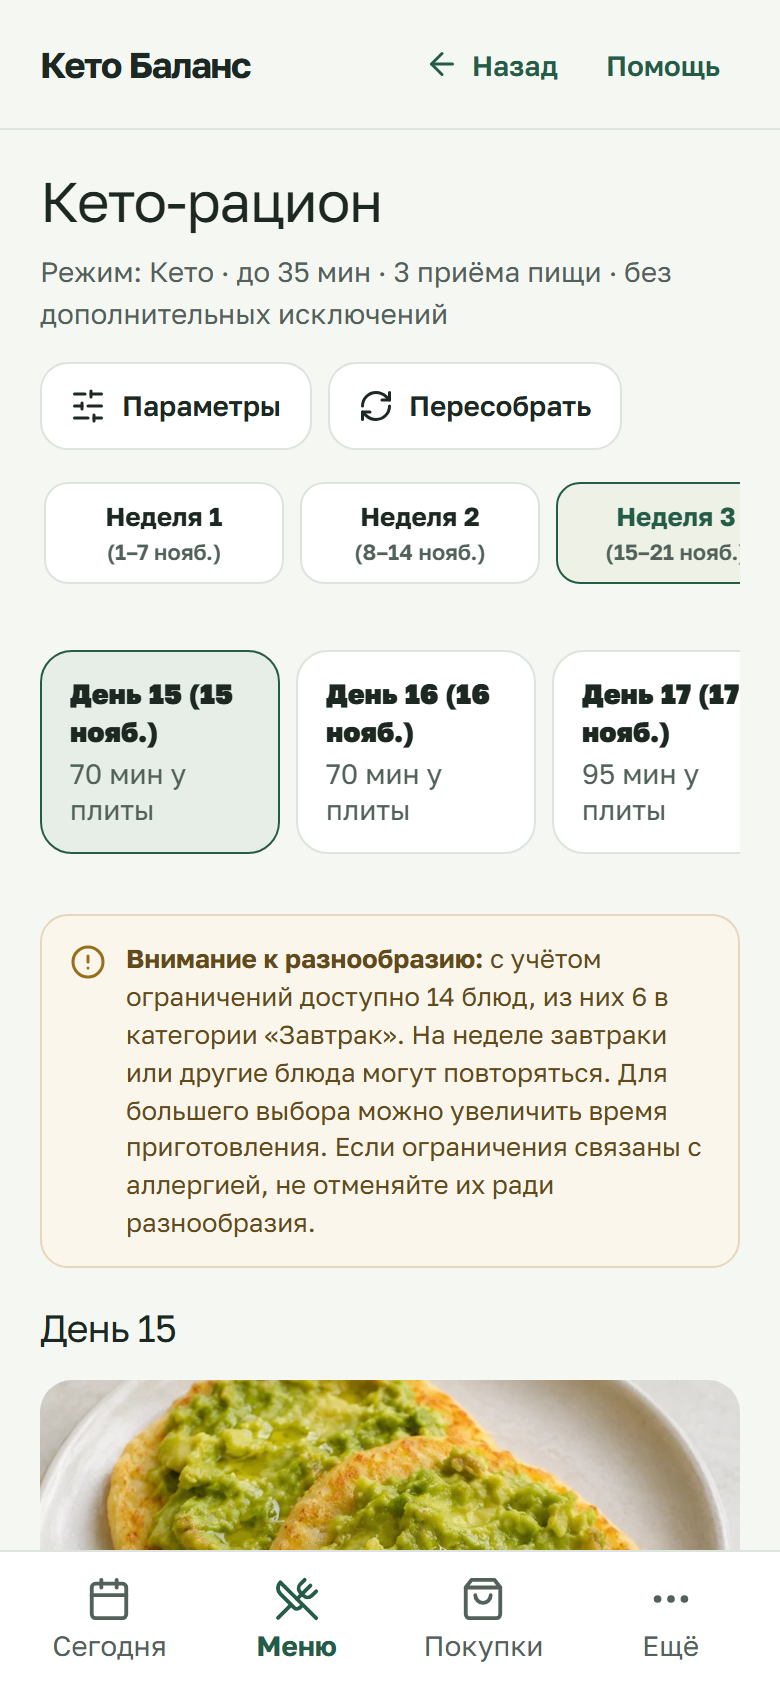 Кето Баланс
Назад
Помощь
Кето-рацион
Режим: Кето · до 35 мин · 3 приёма пищи · без
дополнительных исключений
Параметры
Пересобрать
Неделя 1
(1–7 нояб.)
Неделя 2
(8–14 нояб.)
Неделя 3
(15–21 нояб.)
День 15 (15
нояб.)
70 мин у
плиты
День 16 (16
нояб.)
70 мин у
плиты
День 17 (17
нояб.)
95 мин у
плиты
Внимание к разнообразию: с учётом
ограничений доступно 14 блюд, из них 6 в
категории «Завтрак». На неделе завтраки
или другие блюда могут повторяться. Для
большего выбора можно увеличить время
приготовления. Если ограничения связаны с
аллергией, не отменяйте их ради
разнообразия.
День 15
Сегодня
Меню
Покупки
Ещё